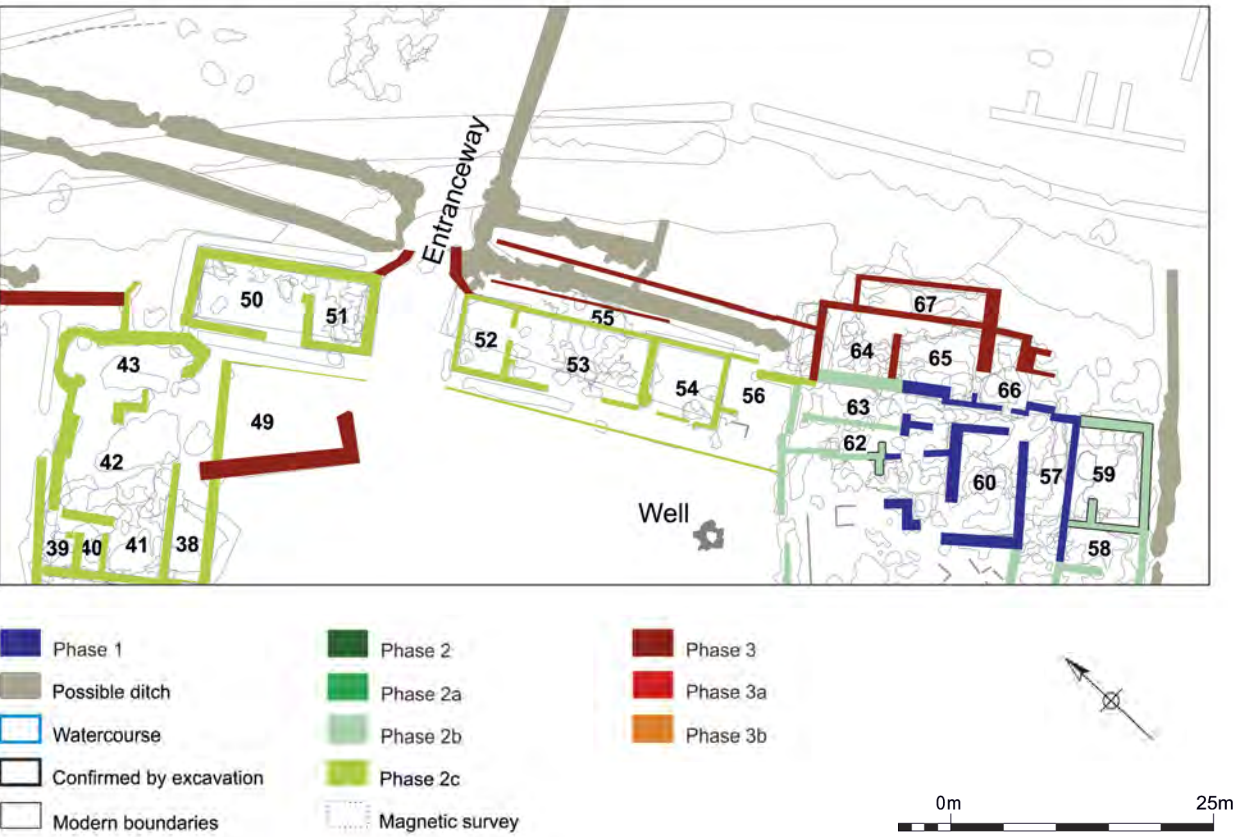 Entranceway
67
50
51
55
64
65
66
52
53
43
54
56
63
49
62
42
60
57
59
Well
39
40
41
38
58
Phase 1
Possible ditch
Watercourse
Confirmed by excavation
Modern boundaries
Phase 2
Phase 2a
Phase 2b
Phase 2c
Magnetic survey
Phase 3
Phase 3a
Phase 3b
0m 25m